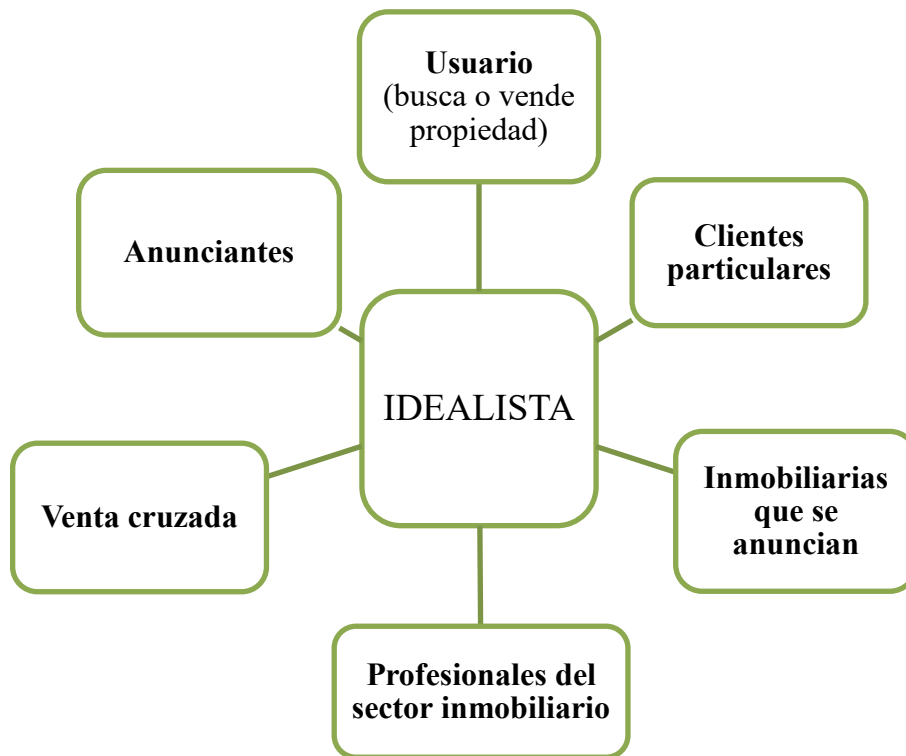 Usuario
(busca o vende
propiedad)
Anunciantes
Clientes
particulares
IDEALISTA
Venta cruzada
Inmobiliarias
que se
anuncian
Profesionales del
sector inmobiliario